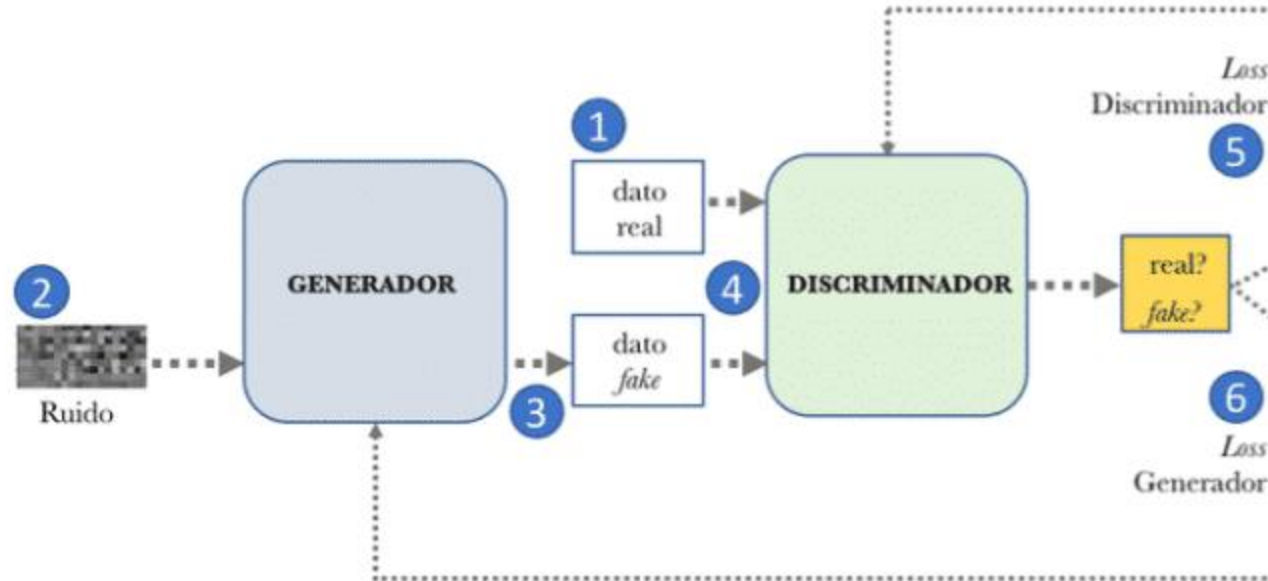 Loss
Discriminador
1
5
dato
real
2
GENERADOR
4
DISCRIMINADOR
real?
fake?
dato
fake
Ruido
3
6
Loss
Generador